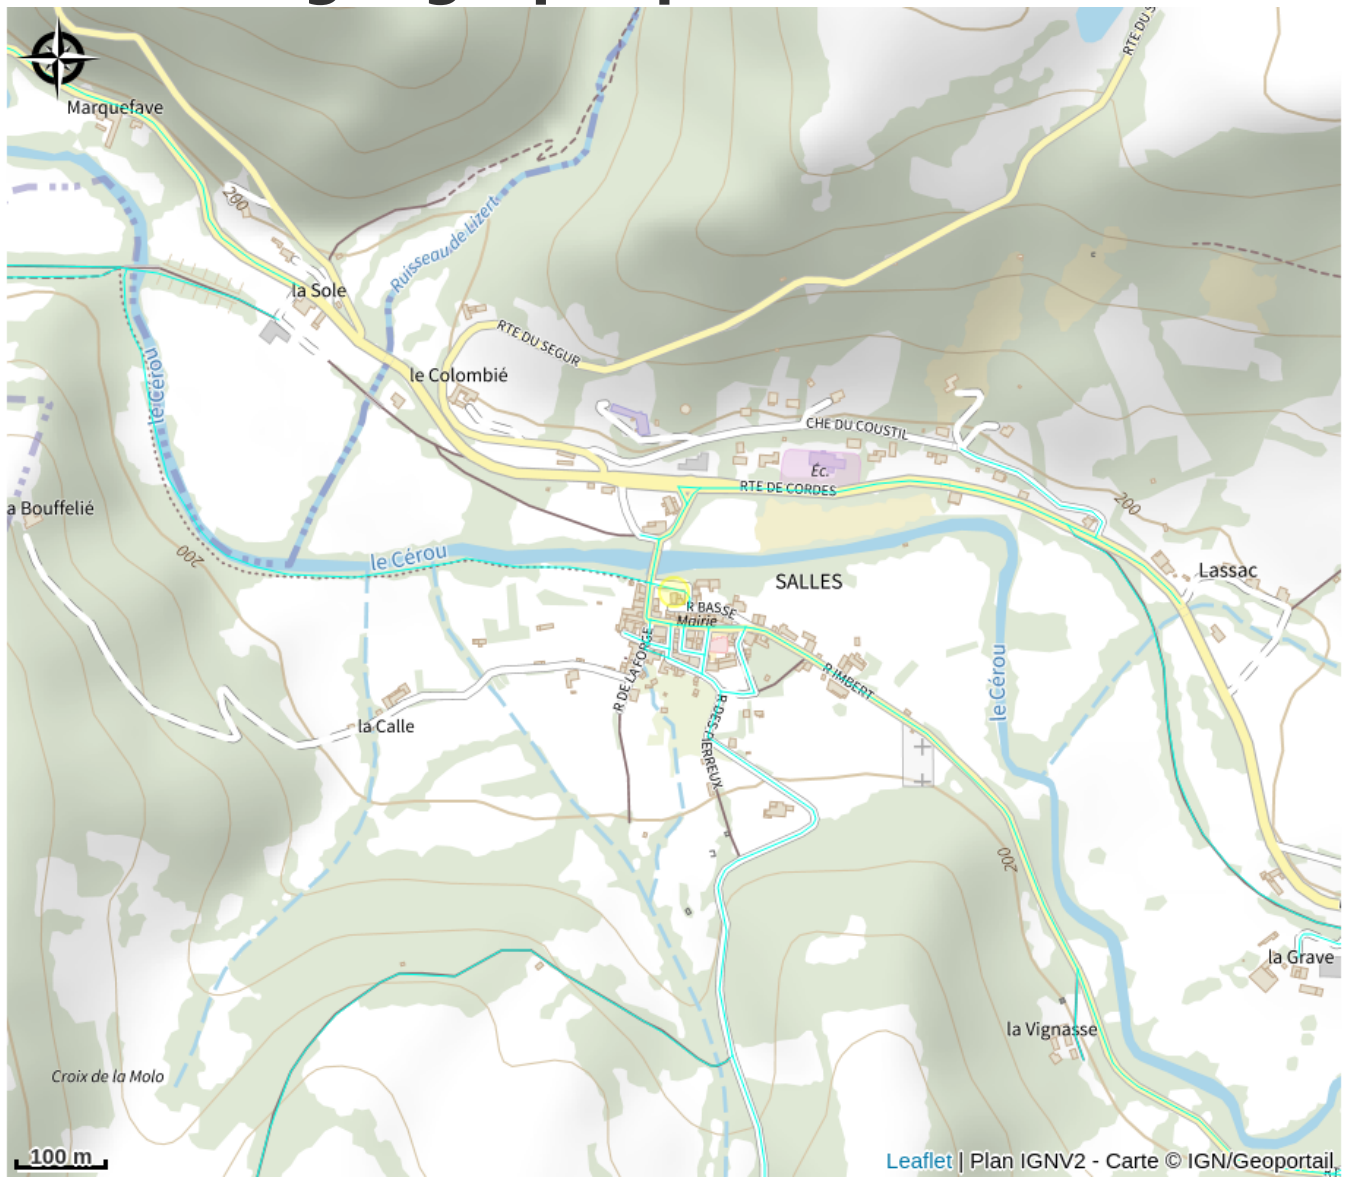 RTE DU S
Marquefave
200
Ruisseau de Lizert
la Sole
RTE DU SEGUR
le Cérou
le Colombié
CHE DU COUSTIL
Éc.
RTE DE CORDES
a Bouffelié
200
200
le Cérou
Lassac
SALLES
R BASSE
Mairie
R DE LA FORGE
R IMBERT
le Cérou
R DES PIERREUX
la Calle
200
la Grave
la Vignasse
Croix de la Molo
100 m
Leaflet | Plan IGNV2 - Carte © IGN/Geoportail